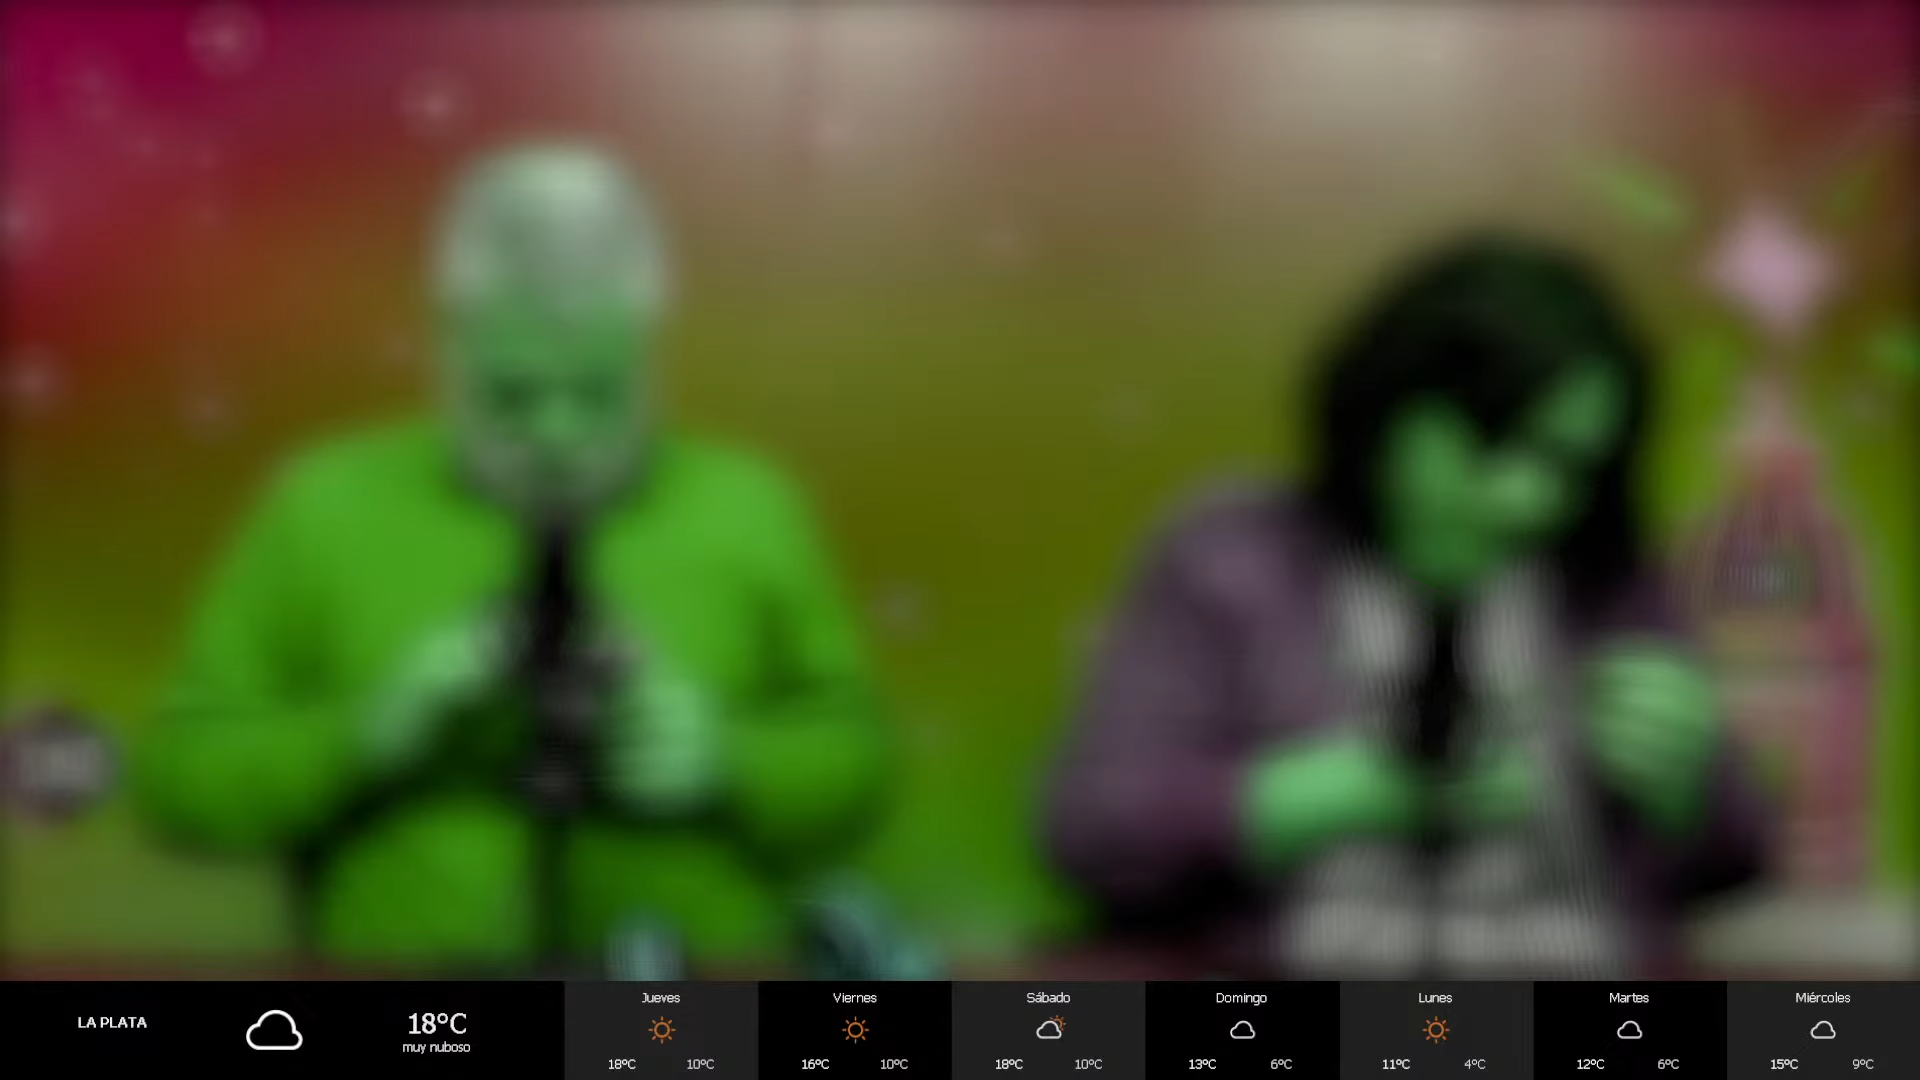 LA PLATA
18°C
muy nuboso
Jueves
18°C 10°C
Viernes
16°C 10°C
Sábado
18°C 10°C
Domingo
13°C 6°C
Lunes
11°C 4°C
Martes
12°C 6°C
Miércoles
15°C 9°C